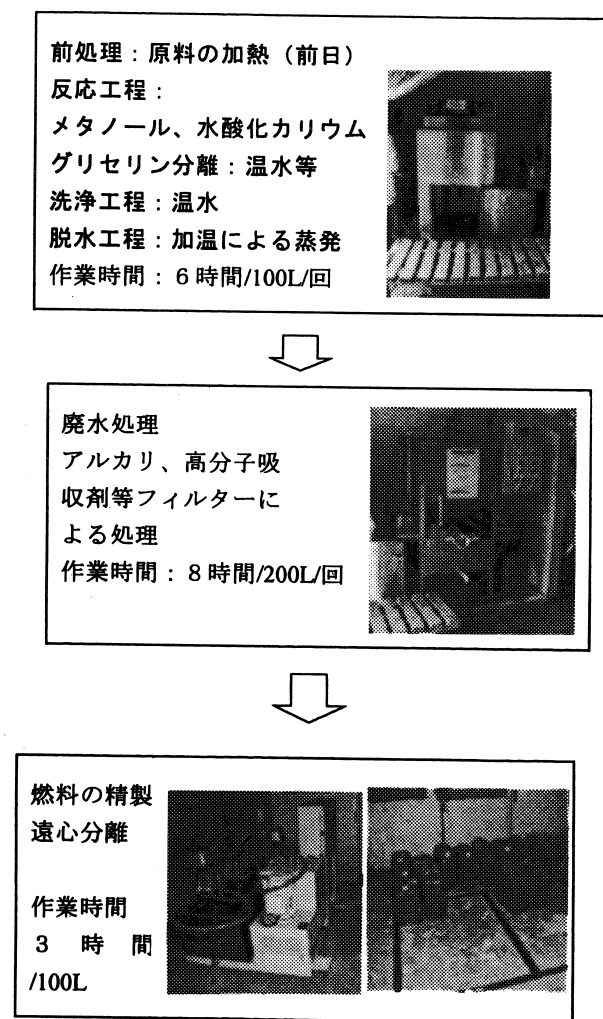 前処理：原料の加熱（前日）
反応工程：
メタノール、水酸化カリウム
グリセリン分離：温水等
洗浄工程：温水
脱水工程：加温による蒸発
作業時間：６時間/100L/回
廃水処理
アルカリ、高分子吸
収剤等フィルターに
よる処理
作業時間：８時間/200L/回
燃料の精製
遠心分離
作業時間
３時間
/100L